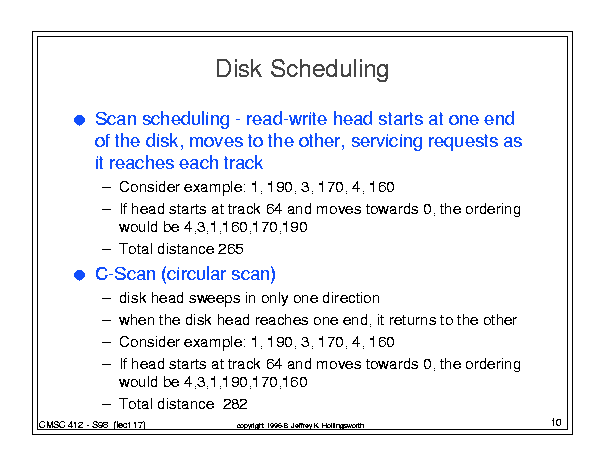 Disk Scheduling
● Scan scheduling - read-write head starts at one end
of the disk, moves to the other, servicing requests as
it reaches each track
– Consider example: 1, 190, 3, 170, 4, 160
– If head starts at track 64 and moves towards 0, the ordering
would be 4,3,1,160,170,190
– Total distance 265
● C-Scan (circular scan)
– disk head sweeps in only one direction
– when the disk head reaches one end, it returns to the other
– Consider example: 1, 190, 3, 170, 4, 160
– If head starts at track 64 and moves towards 0, the ordering
would be 4,3,1,190,170,160
– Total distance 282
CMSC 412 - S98 (lect 17)
copyright 1996-8 Jeffrey K. Hollingsworth
10